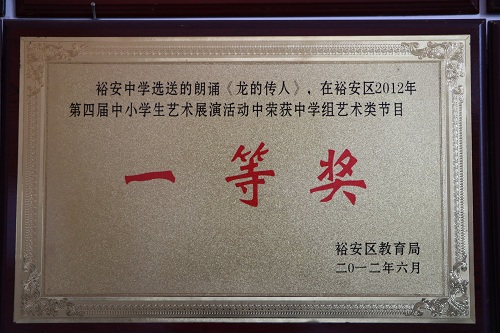 裕安中学选送的朗诵《龙的传人》，在裕安区2012年
第四届中小学生艺术展演活动中荣获中学组艺术类节目
一等奖
裕安区教育局
二〇一二年六月